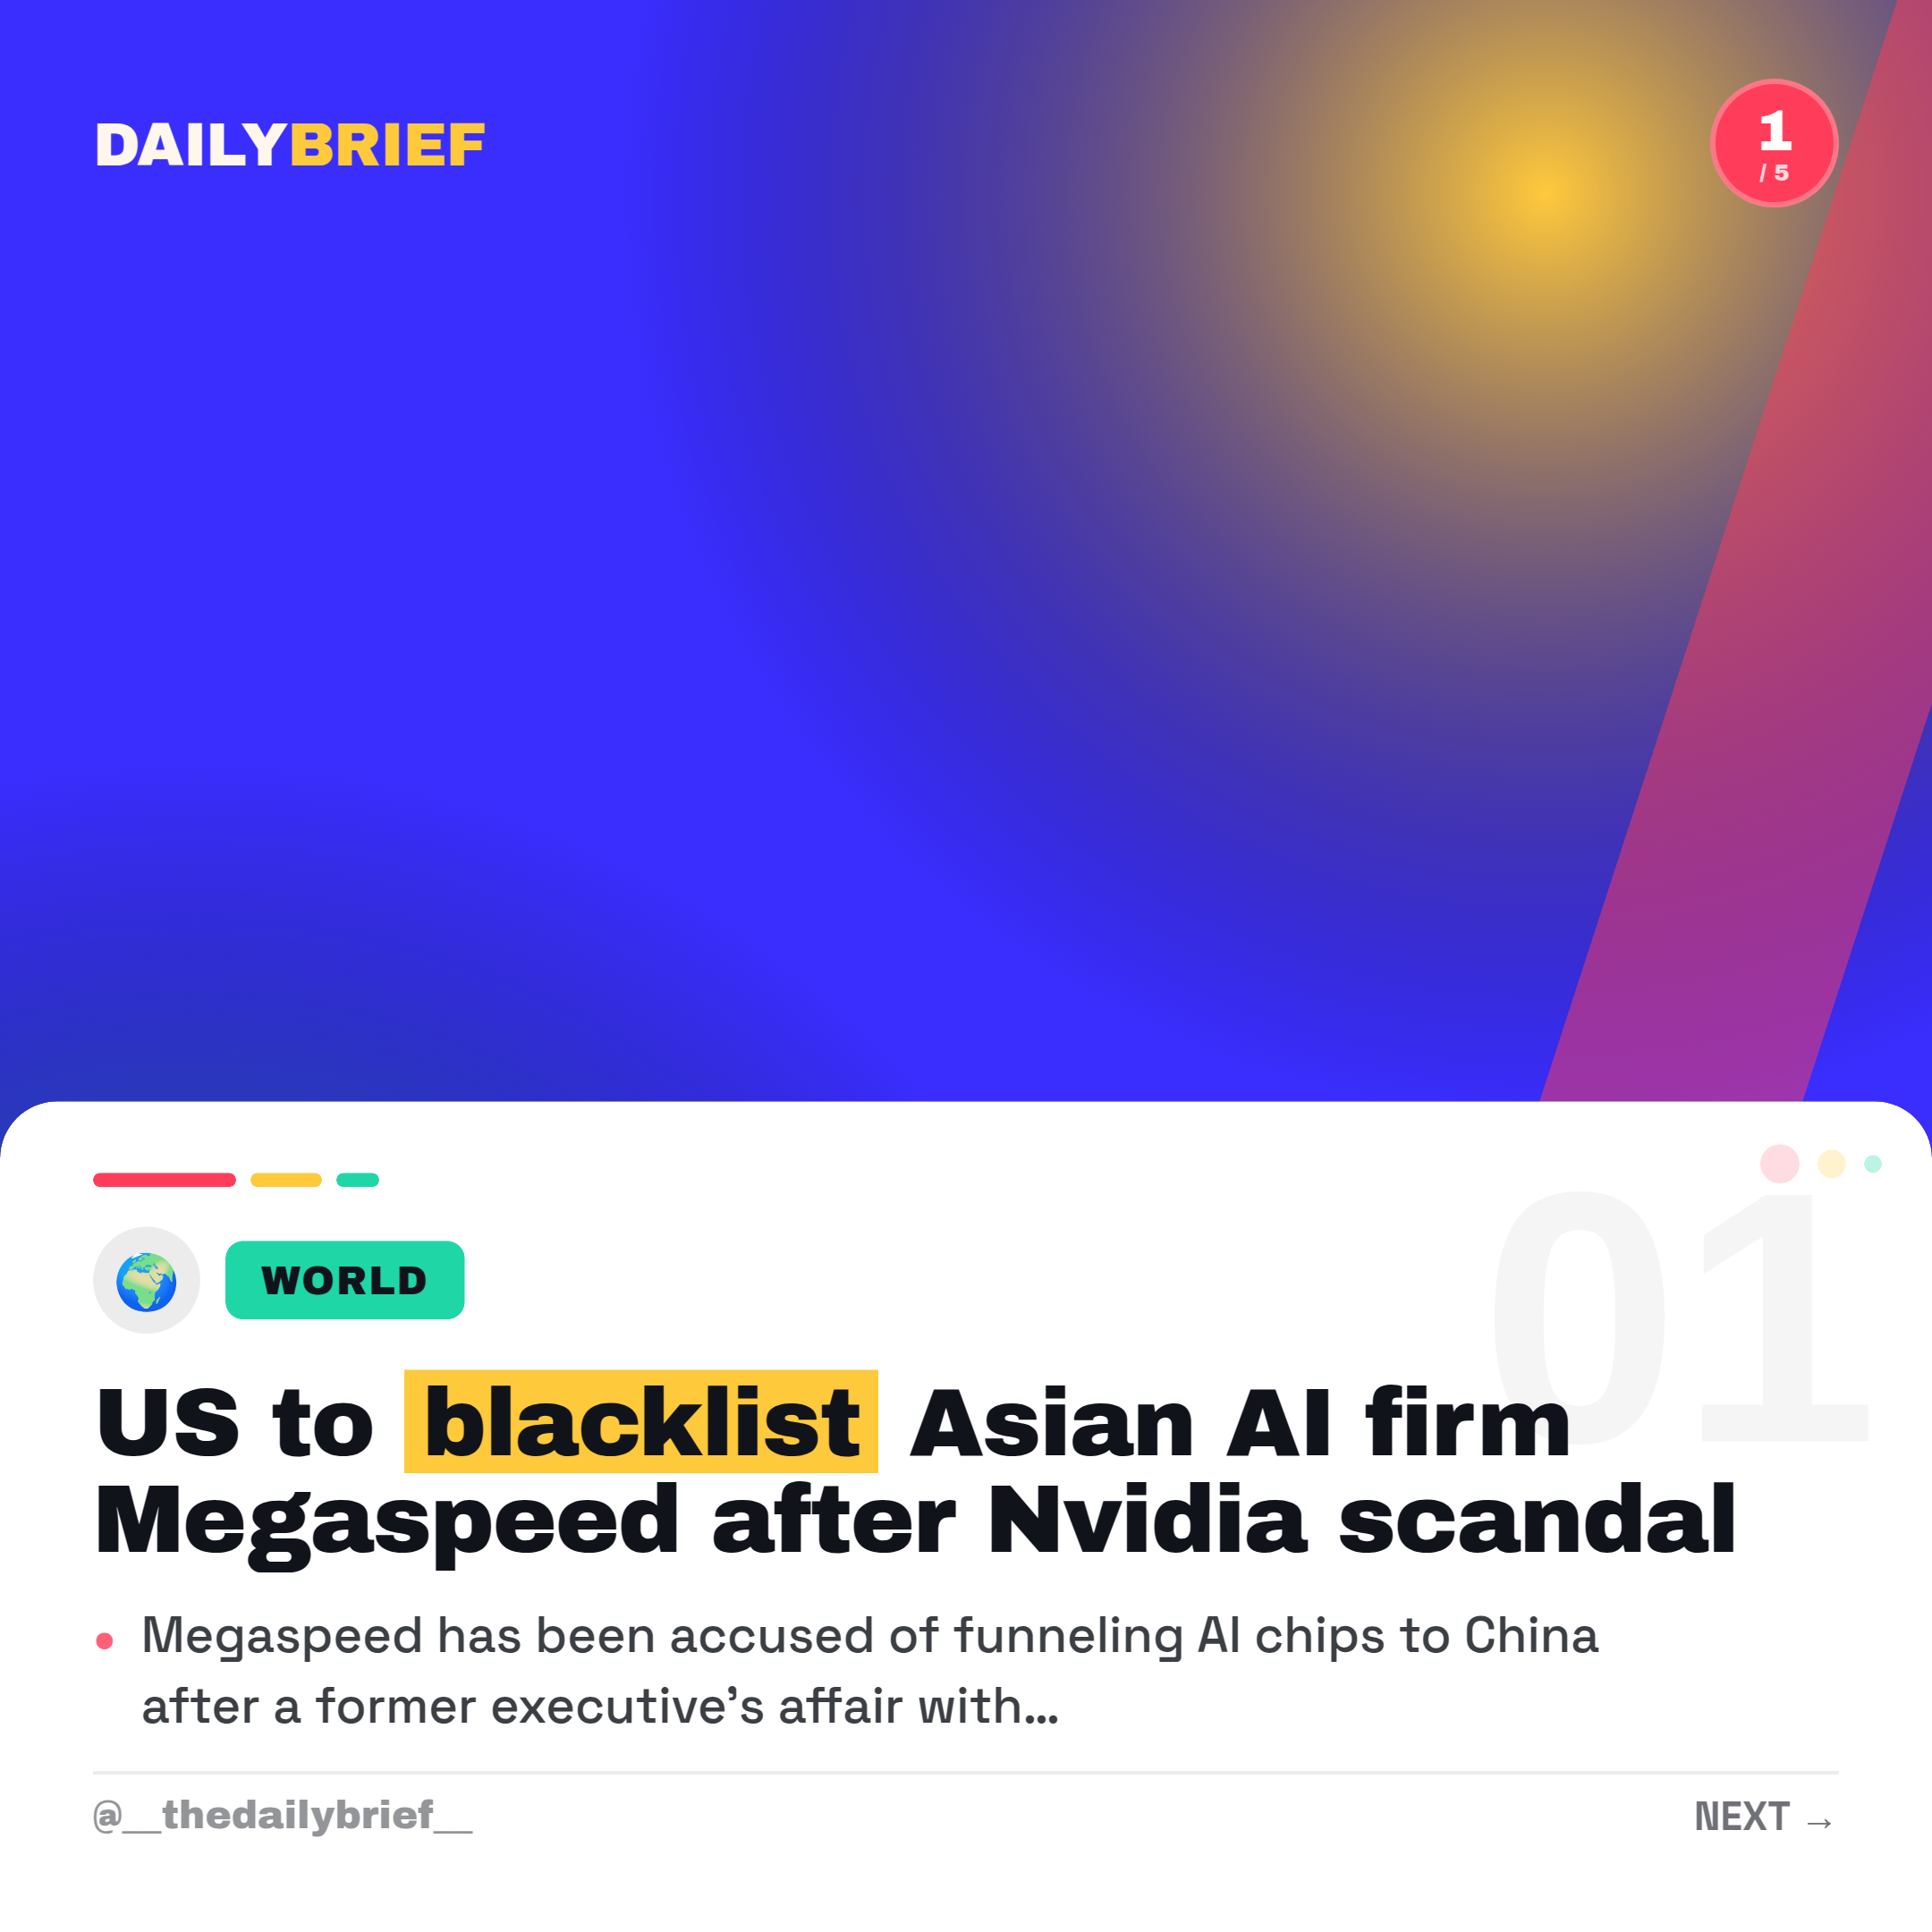 DAILYBRIEF
1
/ 5
01
🌍 WORLD
US to blacklist Asian AI firm
Megaspeed after Nvidia scandal
• Megaspeed has been accused of funneling AI chips to China
after a former executive’s affair with…
@__thedailybrief__
NEXT →